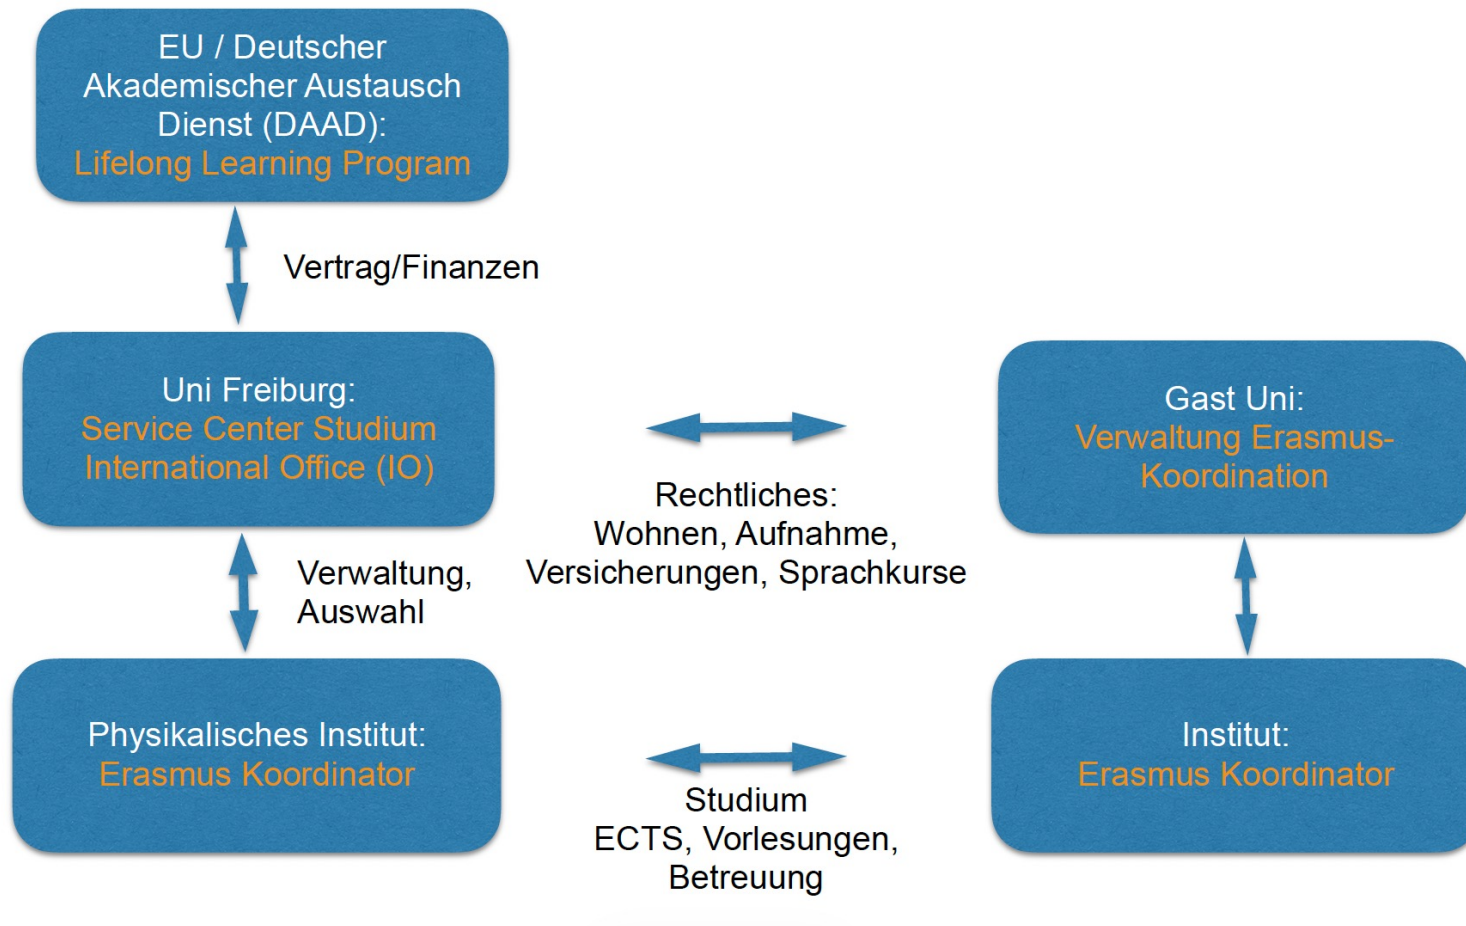 EU / Deutscher
Akademischer Austausch
Dienst (DAAD):
Lifelong Learning Program
Vertrag/Finanzen
Uni Freiburg:
Service Center Studium
International Office (IO)
Gast Uni:
Verwaltung Erasmus-
Koordination
Rechtliches:
Wohnen, Aufnahme,
Versicherungen, Sprachkurse
Verwaltung,
Auswahl
Physikalisches Institut:
Erasmus Koordinator
Institut:
Erasmus Koordinator
Studium
ECTS, Vorlesungen,
Betreuung